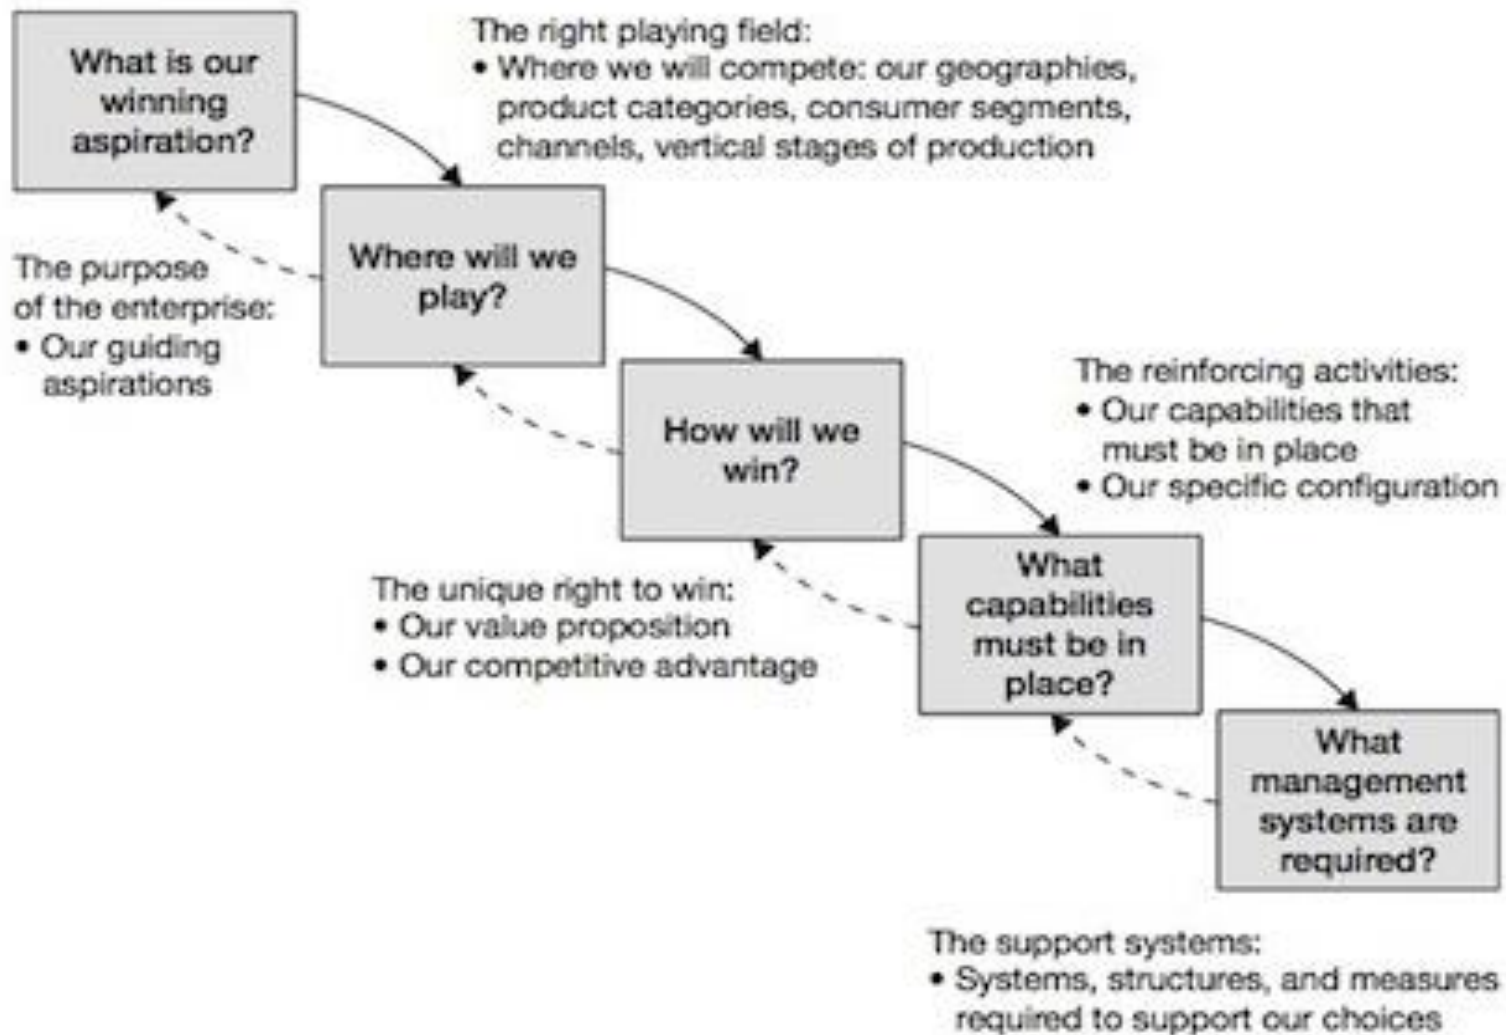 What is our
winning
aspiration?
The right playing field:
• Where we will compete: our geographies,
product categories, consumer segments,
channels, vertical stages of production
The purpose
of the enterprise:
• Our guiding
aspirations
Where will we
play?
How will we
win?
The reinforcing activities:
• Our capabilities that
must be in place
• Our specific configuration
The unique right to win:
• Our value proposition
• Our competitive advantage
What
capabilities
must be in
place?
What
management
systems are
required?
The support systems:
• Systems, structures, and measures
required to support our choices